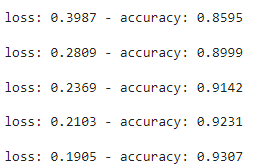 loss: 0.3987 - accuracy: 0.8595
loss: 0.2809 - accuracy: 0.8999
loss: 0.2369 - accuracy: 0.9142
loss: 0.2103 - accuracy: 0.9231
loss: 0.1905 - accuracy: 0.9307